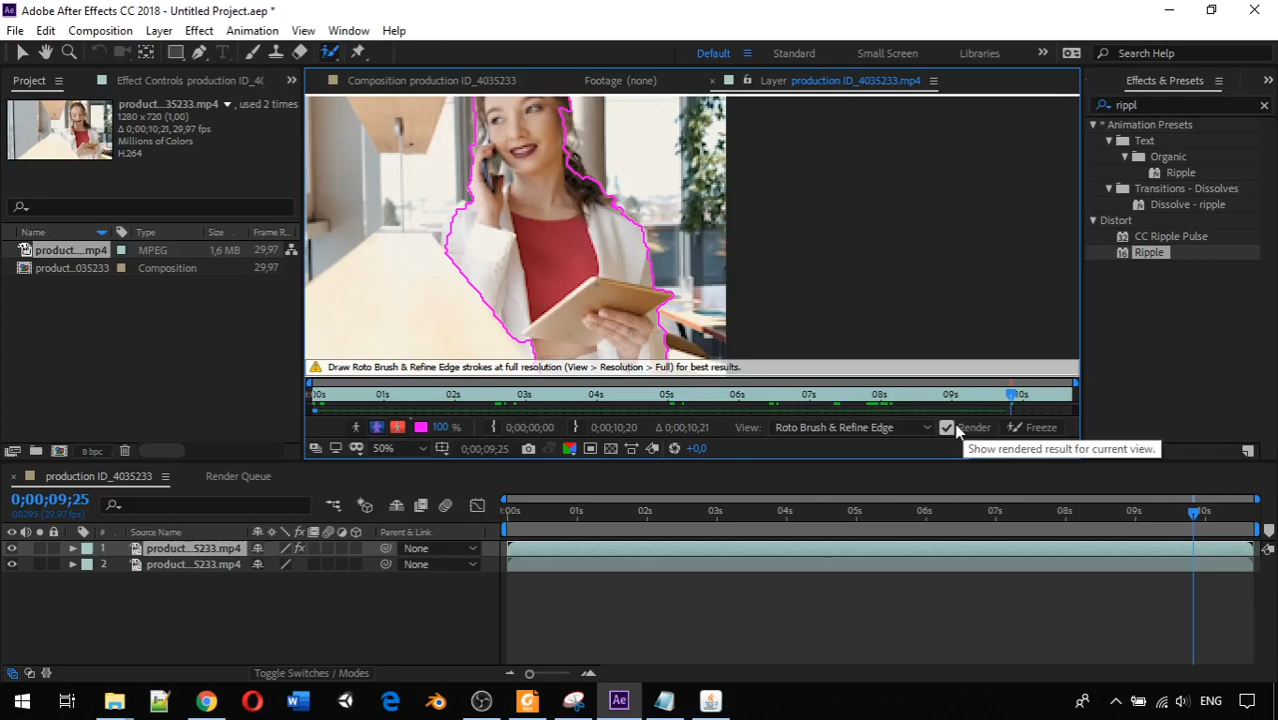 Adobe After Effects CC 2018 - Untitled Project.aep *
File Edit Composition Layer Effect Animation View Window Help
Default Standard Small Screen Libraries Search Help
Project Effect Controls production ID_40
Composition production ID_4035233 Footage (none) Layer production ID_4035233.mp4 Effects & Presets
product...35233.mp4 , used 2 times
1280 x 720 (1,00)
Δ 0;00;10;21, 29,97 fps
Millions of Colors
H.264
Name Type Size Frame R..
product....mp4 MPEG 1,6 MB 29,97
product...035233 Composition 29,97
8 bpc
Draw Roto Brush & Refine Edge strokes at full resolution (View > Resolution > Full) for best results.
:00s 01s 02s 03s 04s 05s 06s 07s 08s 09s 10s
100 % 0;00;00;00 0;00;10;20 Δ 0;00;10;21 View: Roto Brush & Refine Edge Render Freeze
50% 0;00;09;25 +0,0
Show rendered result for current view.
rippl
* Animation Presets
Text
Organic
Ripple
Transitions - Dissolves
Dissolve - ripple
Distort
CC Ripple Pulse
16 Ripple
production ID_4035233 Render Queue
0;00;09;25
00295 (29.97 fps)
# Source Name Parent & Link
1 product...5233.mp4 None
2 product...5233.mp4 None
:00s 01s 02s 03s 04s 05s 06s 07s 08s 09s 10s
Toggle Switches / Modes
ENG